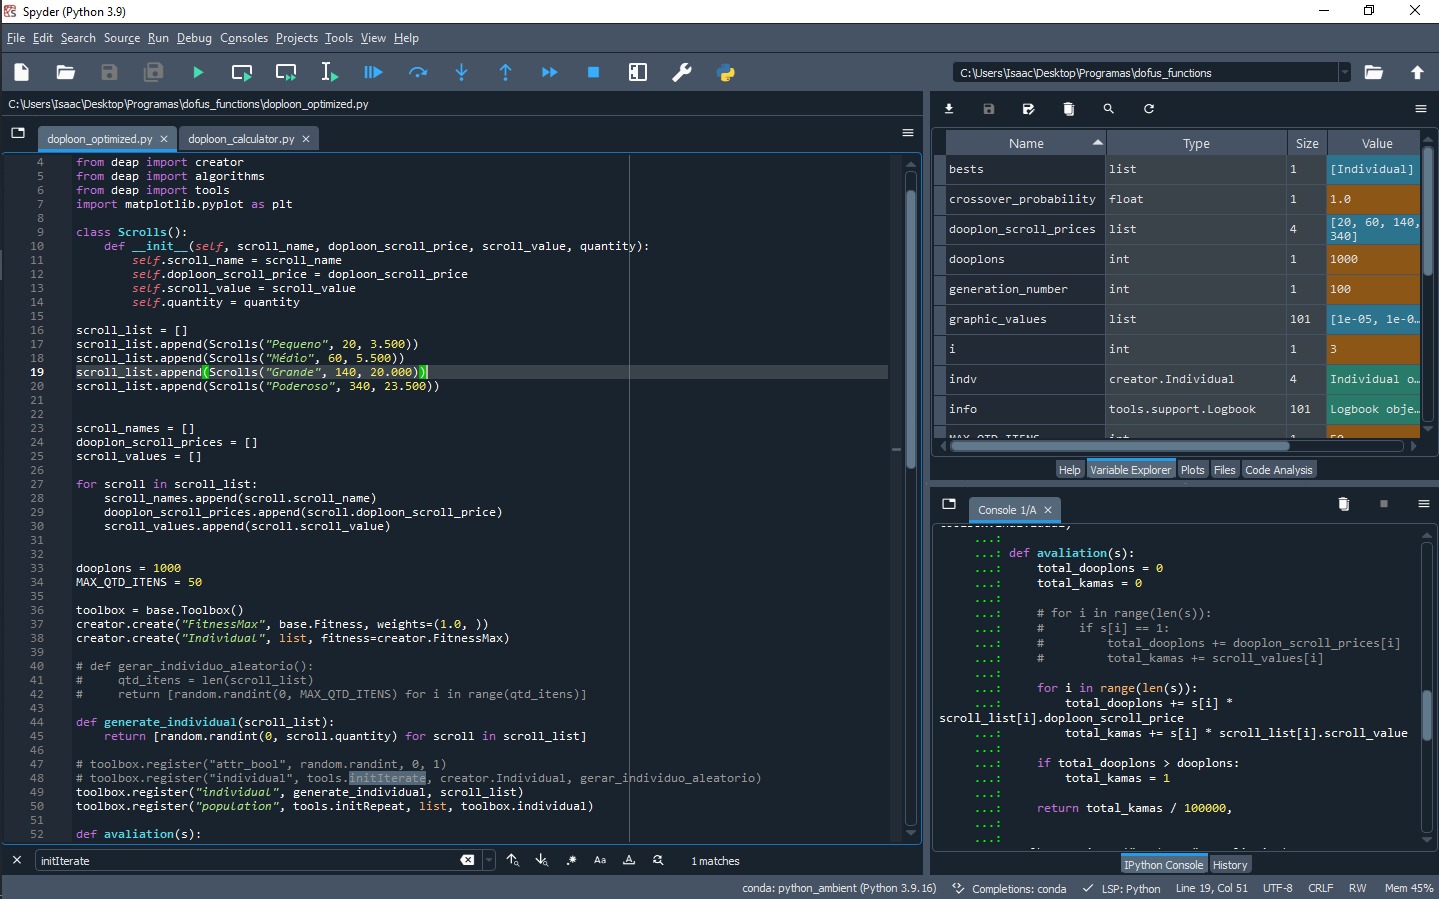 Spyder (Python 3.9)
File Edit Search Source Run Debug Consoles Projects Tools View Help
C:\Users\Isaac\Desktop\Programas\dofus_functions
C:\Users\Isaac\Desktop\Programas\dofus_functions\doploon_optimized.py
doploon_optimized.py doploon_calculator.py
4 from deap import creator
5 from deap import algorithms
6 from deap import tools
7 import matplotlib.pyplot as plt
8
9 class Scrolls():
10 def __init__(self, scroll_name, doploon_scroll_price, scroll_value, quantity):
11 self.scroll_name = scroll_name
12 self.doploon_scroll_price = doploon_scroll_price
13 self.scroll_value = scroll_value
14 self.quantity = quantity
15
16 scroll_list = []
17 scroll_list.append(Scrolls("Pequeno", 20, 3.500))
18 scroll_list.append(Scrolls("Médio", 60, 5.500))
19 scroll_list.append(Scrolls("Grande", 140, 20.000))
20 scroll_list.append(Scrolls("Poderoso", 340, 23.500))
21
22
23 scroll_names = []
24 dooplon_scroll_prices = []
25 scroll_values = []
26
27 for scroll in scroll_list:
28 scroll_names.append(scroll.scroll_name)
29 dooplon_scroll_prices.append(scroll.doploon_scroll_price)
30 scroll_values.append(scroll.scroll_value)
31
32
33 dooplons = 1000
34 MAX_QTD_ITENS = 50
35
36 toolbox = base.Toolbox()
37 creator.create("FitnessMax", base.Fitness, weights=(1.0, ))
38 creator.create("Individual", list, fitness=creator.FitnessMax)
39
40 # def gerar_individuo_aleatorio():
41 # qtd_itens = len(scroll_list)
42 # return [random.randint(0, MAX_QTD_ITENS) for i in range(qtd_itens)]
43
44 def generate_individual(scroll_list):
45 return [random.randint(0, scroll.quantity) for scroll in scroll_list]
46
47 # toolbox.register("attr_bool", random.randint, 0, 1)
48 # toolbox.register("individual", tools.initIterate, creator.Individual, gerar_individuo_aleatorio)
49 toolbox.register("individual", generate_individual, scroll_list)
50 toolbox.register("population", tools.initRepeat, list, toolbox.individual)
51
52 def avaliation(s):
initIterate Aa 1 matches
Name Type Size Value
bests list 1 [Individual]
crossover_probability float 1 1.0
dooplon_scroll_prices list 4 [20, 60, 140, 340]
dooplons int 1 1000
generation_number int 1 100
graphic_values list 101 [1e-05, 1e-0…
i int 1 3
indv creator.Individual 4 Individual o…
info tools.support.Logbook 101 Logbook obje…
MAX_QTD_ITENS int 1 50
Help Variable Explorer Plots Files Code Analysis
Console 1/A
...:
...: def avaliation(s):
...: total_dooplons = 0
...: total_kamas = 0
...:
...: # for i in range(len(s)):
...: # if s[i] == 1:
...: # total_dooplons += dooplon_scroll_prices[i]
...: # total_kamas += scroll_values[i]
...:
...: for i in range(len(s)):
...: total_dooplons += s[i] *
scroll_list[i].doploon_scroll_price
...: total_kamas += s[i] * scroll_list[i].scroll_value
...:
...: if total_dooplons > dooplons:
...: total_kamas = 1
...:
...: return total_kamas / 100000,
...:
...:
IPython Console History
conda: python_ambient (Python 3.9.16) Completions: conda LSP: Python Line 19, Col 51 UTF-8 CRLF RW Mem 45%